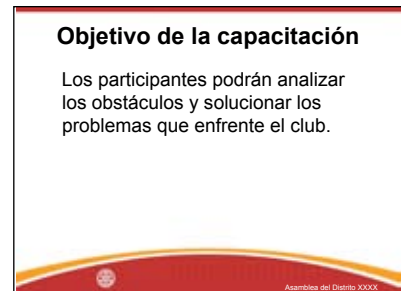 Objetivo de la capacitación
Los participantes podrán analizar
los obstáculos y solucionar los
problemas que enfrente el club.
Asamblea del Distrito XXXX